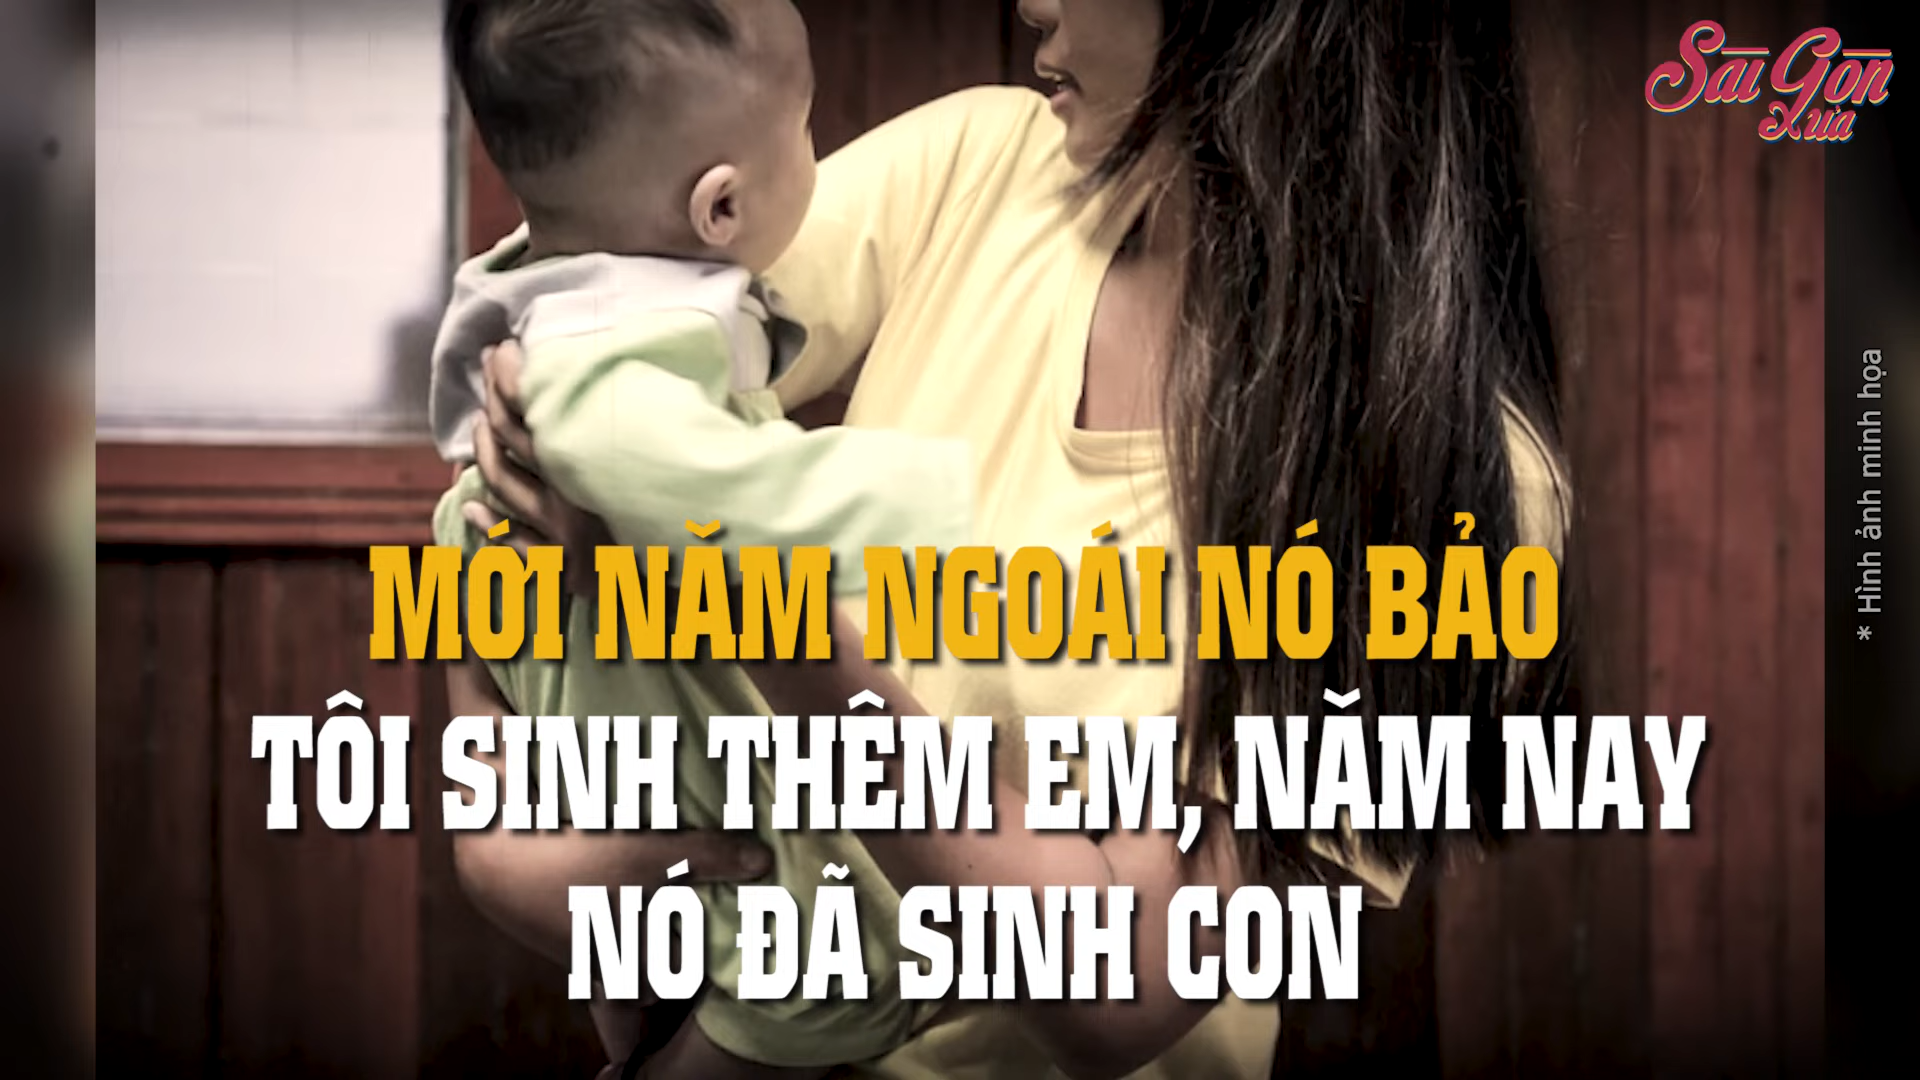 Sài Gòn
Xưa
* Hình ảnh minh họa
MỚI NĂM NGOÁI NÓ BẢO
TÔI SINH THÊM EM, NĂM NAY
NÓ ĐÃ SINH CON